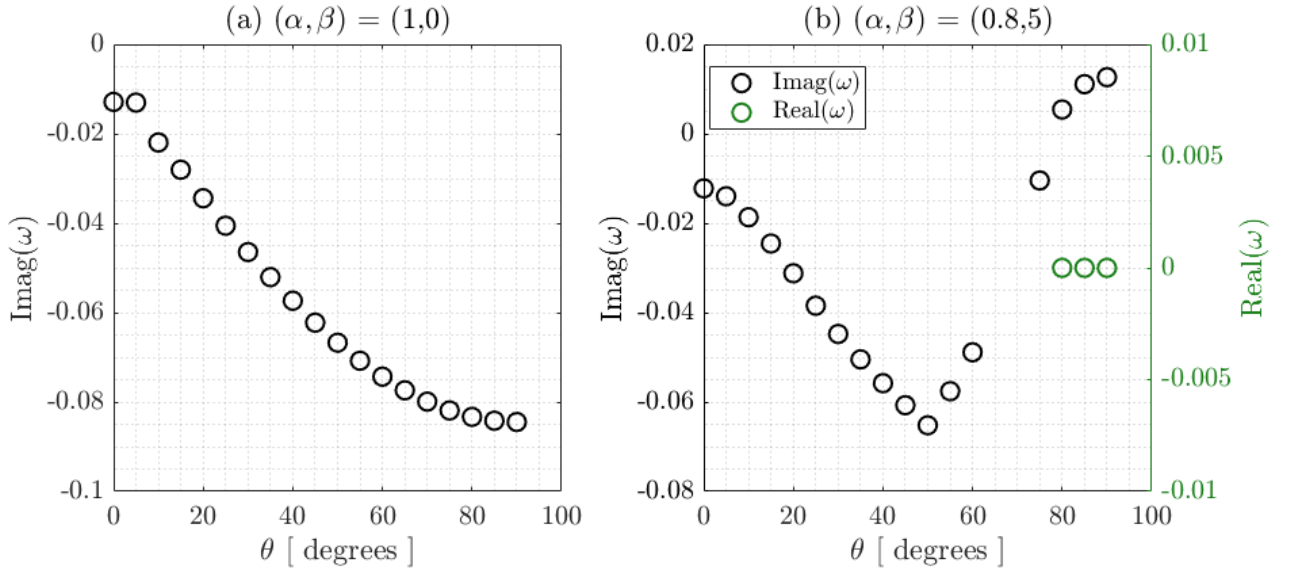 (a) (α,β) = (1,0)
0
-0.02
-0.04
-0.06
-0.08
-0.1
Imag(ω)
0 20 40 60 80 100
θ [ degrees ]
(b) (α,β) = (0.8,5)
0.02
0
-0.02
-0.04
-0.06
-0.08
Imag(ω)
Imag(ω)
Real(ω)
0 20 40 60 80 100
θ [ degrees ]
0.01
0.005
0
-0.005
-0.01
Real(ω)